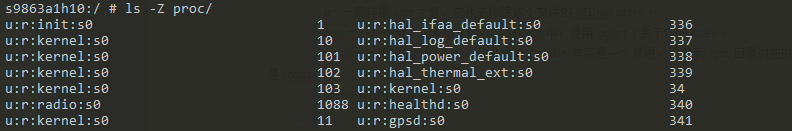 s9863a1h10:/ # ls -Z proc/
u:r:init:s0 1 u:r:hal_ifaa_default:s0 336
u:r:kernel:s0 10 u:r:hal_log_default:s0 337
u:r:kernel:s0 101 u:r:hal_power_default:s0 338
u:r:kernel:s0 102 u:r:hal_thermal_ext:s0 339
u:r:kernel:s0 103 u:r:kernel:s0 34
u:r:radio:s0 1088 u:r:healthd:s0 340
u:r:kernel:s0 11 u:r:gpsd:s0 341